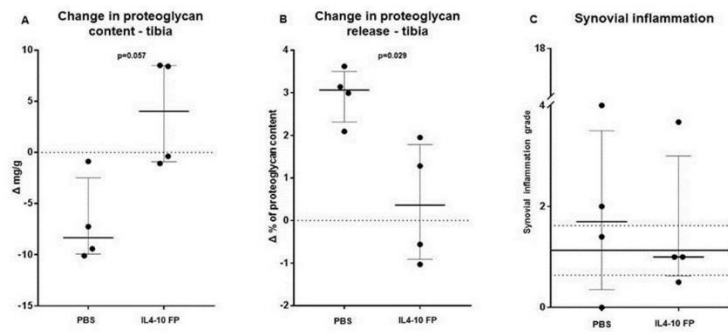 A
Change in proteoglycan
content - tibia
p=0.057
Δ mg/g
10
5
0
-5
-10
-15
PBS
IL4-10 FP
B
Change in proteoglycan
release - tibia
p=0.029
Δ % of proteoglycan content
4
3
2
1
0
-1
-2
PBS
IL4-10 FP
C
Synovial inflammation
Synovial inflammation grade
18
4
2
0
PBS
IL4-10 FP